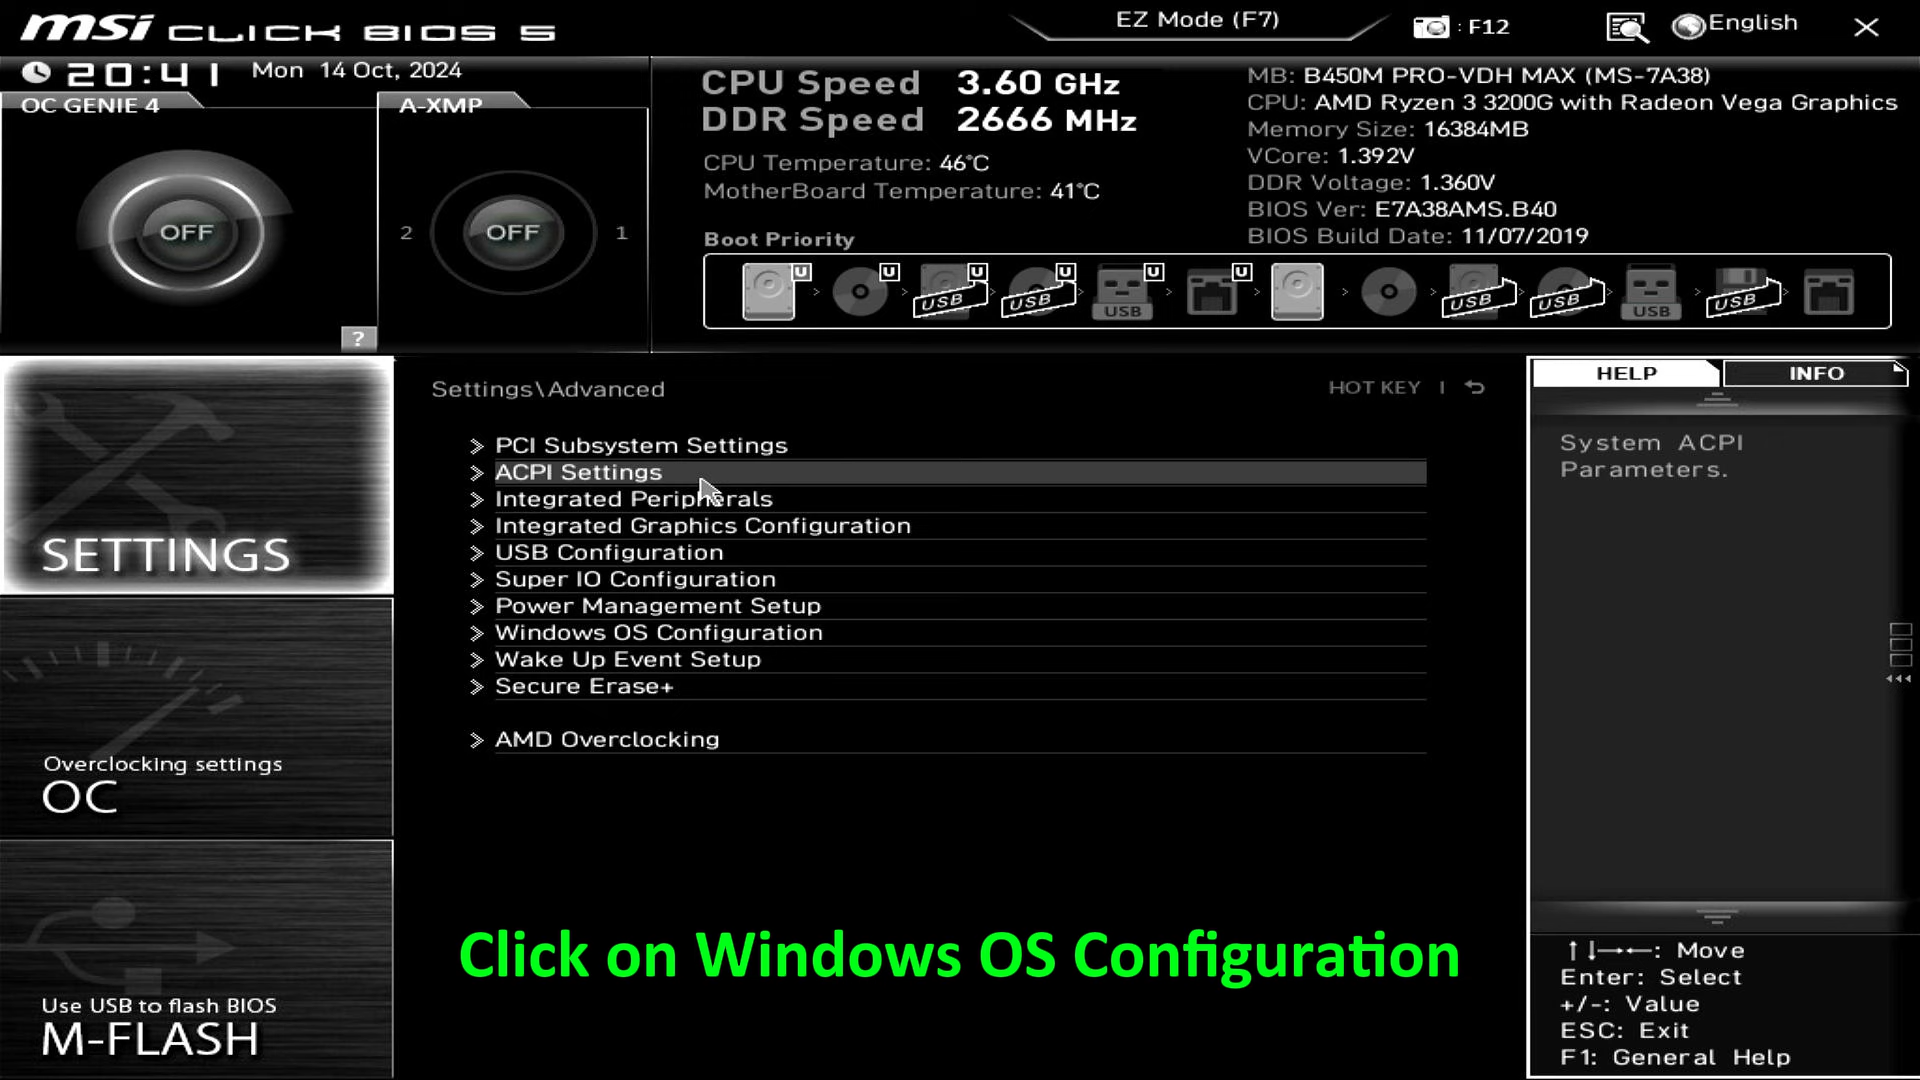 msi CLICK BIOS 5
EZ Mode (F7)
: F12
English
20:41 Mon 14 Oct, 2024
OC GENIE 4
A-XMP
OFF
2 OFF 1
?
CPU Speed 3.60 GHz
DDR Speed 2666 MHz
CPU Temperature: 46°C
MotherBoard Temperature: 41°C
MB: B450M PRO-VDH MAX (MS-7A38)
CPU: AMD Ryzen 3 3200G with Radeon Vega Graphics
Memory Size: 16384MB
VCore: 1.392V
DDR Voltage: 1.360V
BIOS Ver: E7A38AMS.B40
BIOS Build Date: 11/07/2019
Boot Priority
U U U U U U
USB USB USB USB USB USB USB
SETTINGS
Overclocking settings
OC
Use USB to flash BIOS
M-FLASH
Settings\Advanced
HOT KEY |
PCI Subsystem Settings
ACPI Settings
Integrated Peripherals
Integrated Graphics Configuration
USB Configuration
Super IO Configuration
Power Management Setup
Windows OS Configuration
Wake Up Event Setup
Secure Erase+
AMD Overclocking
Click on Windows OS Configuration
HELP
INFO
System ACPI
Parameters.
↑↓→←: Move
Enter: Select
+/-: Value
ESC: Exit
F1: General Help